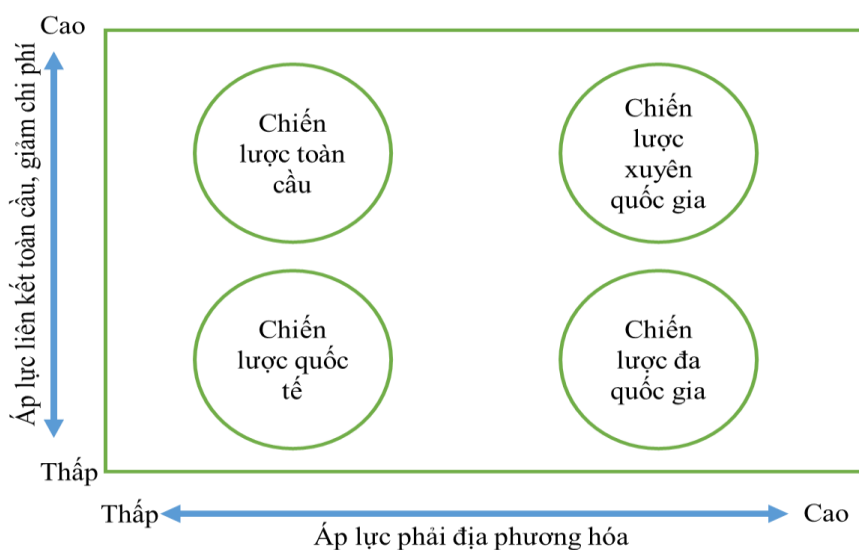 Cao
Áp lực liên kết toàn cầu, giảm chi phí
Chiến
lược toàn
cầu
Chiến
lược
xuyên
quốc gia
Chiến
lược quốc
tế
Chiến
lược đa
quốc gia
Thấp
Thấp
Cao
Áp lực phải địa phương hóa